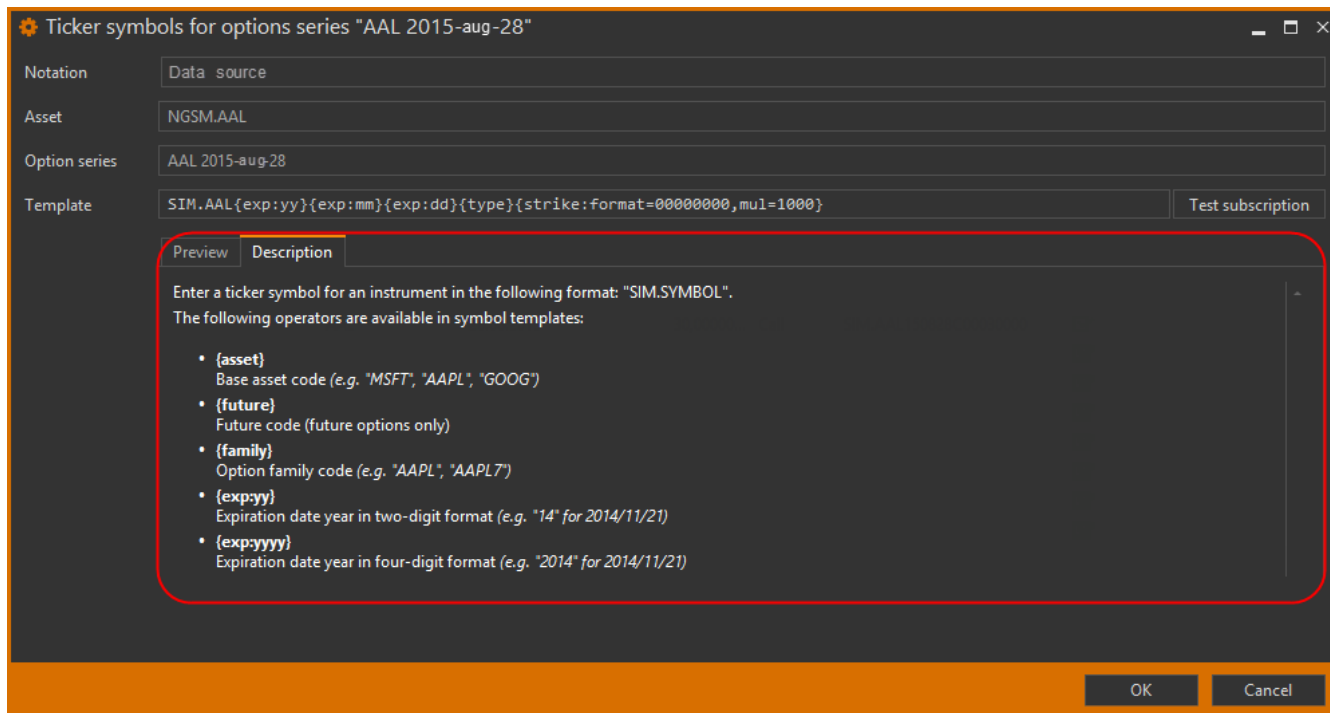 Ticker symbols for options series "AAL 2015-aug-28"
Notation
Data source
Asset
NGSM.AAL
Option series
AAL 2015-aug-28
Template
SIM.AAL{exp:yy}{exp:mm}{exp:dd}{type}{strike:format=00000000,mul=1000}
Test subscription
Preview
Description
Enter a ticker symbol for an instrument in the following format: "SIM.SYMBOL".
The following operators are available in symbol templates:
• {asset}
Base asset code (e.g. "MSFT", "AAPL", "GOOG")
• {future}
Future code (future options only)
• {family}
Option family code (e.g. "AAPL", "AAPL7")
• {exp:yy}
Expiration date year in two-digit format (e.g. "14" for 2014/11/21)
• {exp:yyyy}
Expiration date year in four-digit format (e.g. "2014" for 2014/11/21)
OK
Cancel